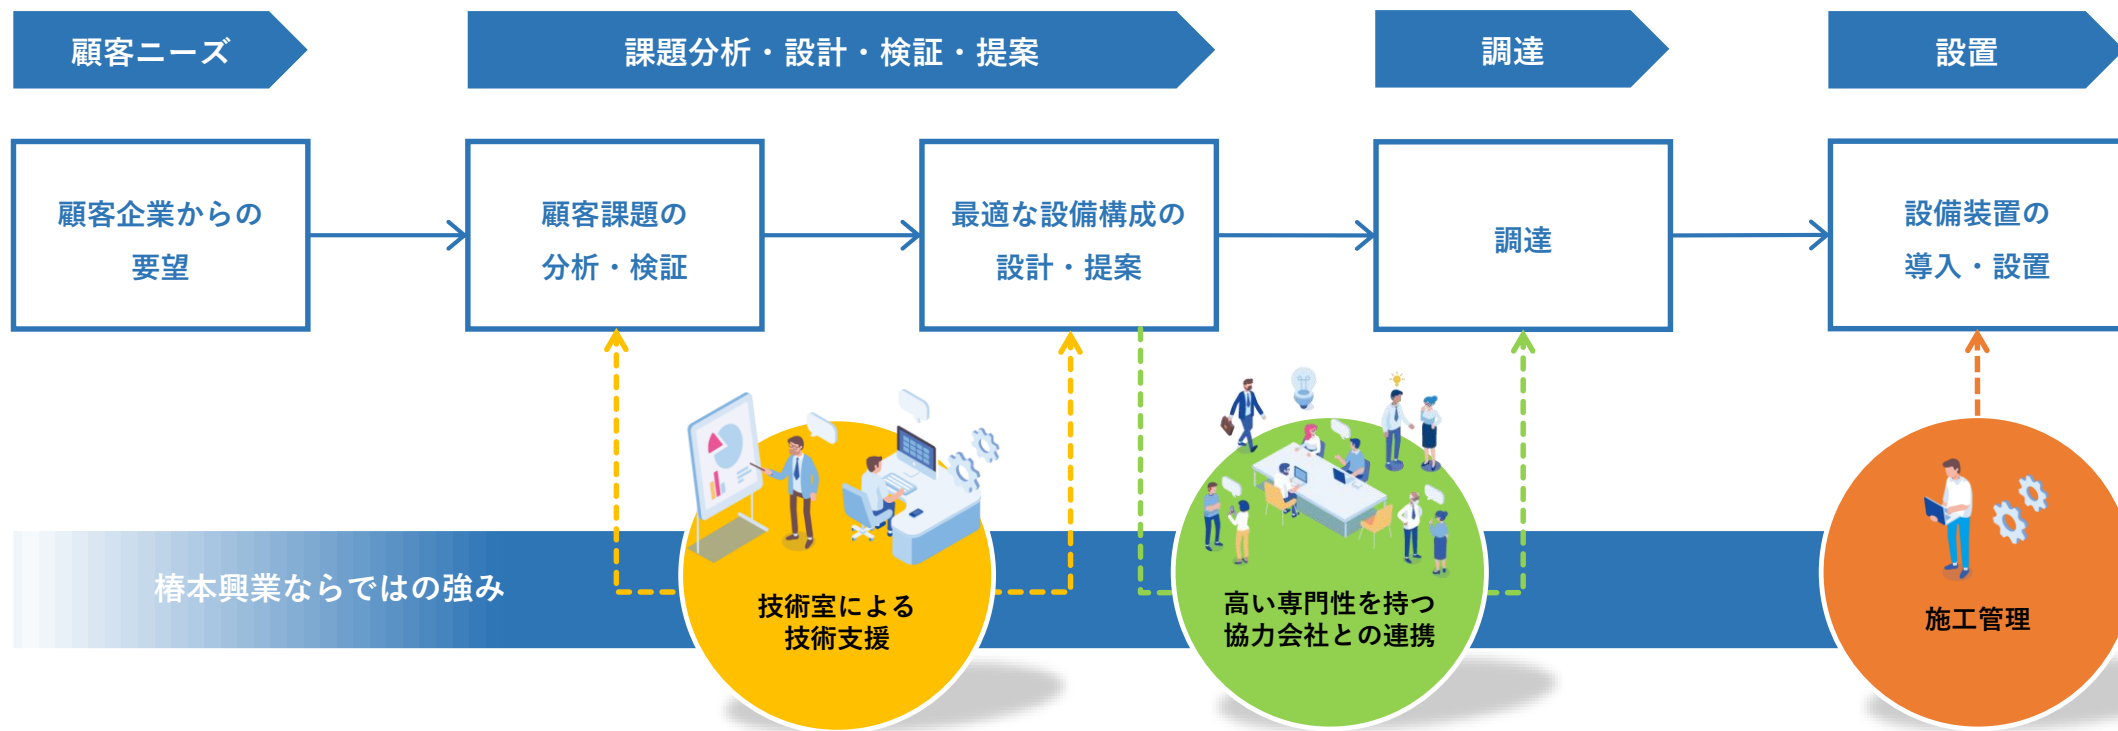 顧客ニーズ
課題分析・設計・検証・提案
調達
設置
顧客企業からの
要望
顧客課題の
分析・検証
最適な設備構成の
設計・提案
調達
設備装置の
導入・設置
椿本興業ならではの強み
技術室による
技術支援
高い専門性を持つ
協力会社との連携
施工管理